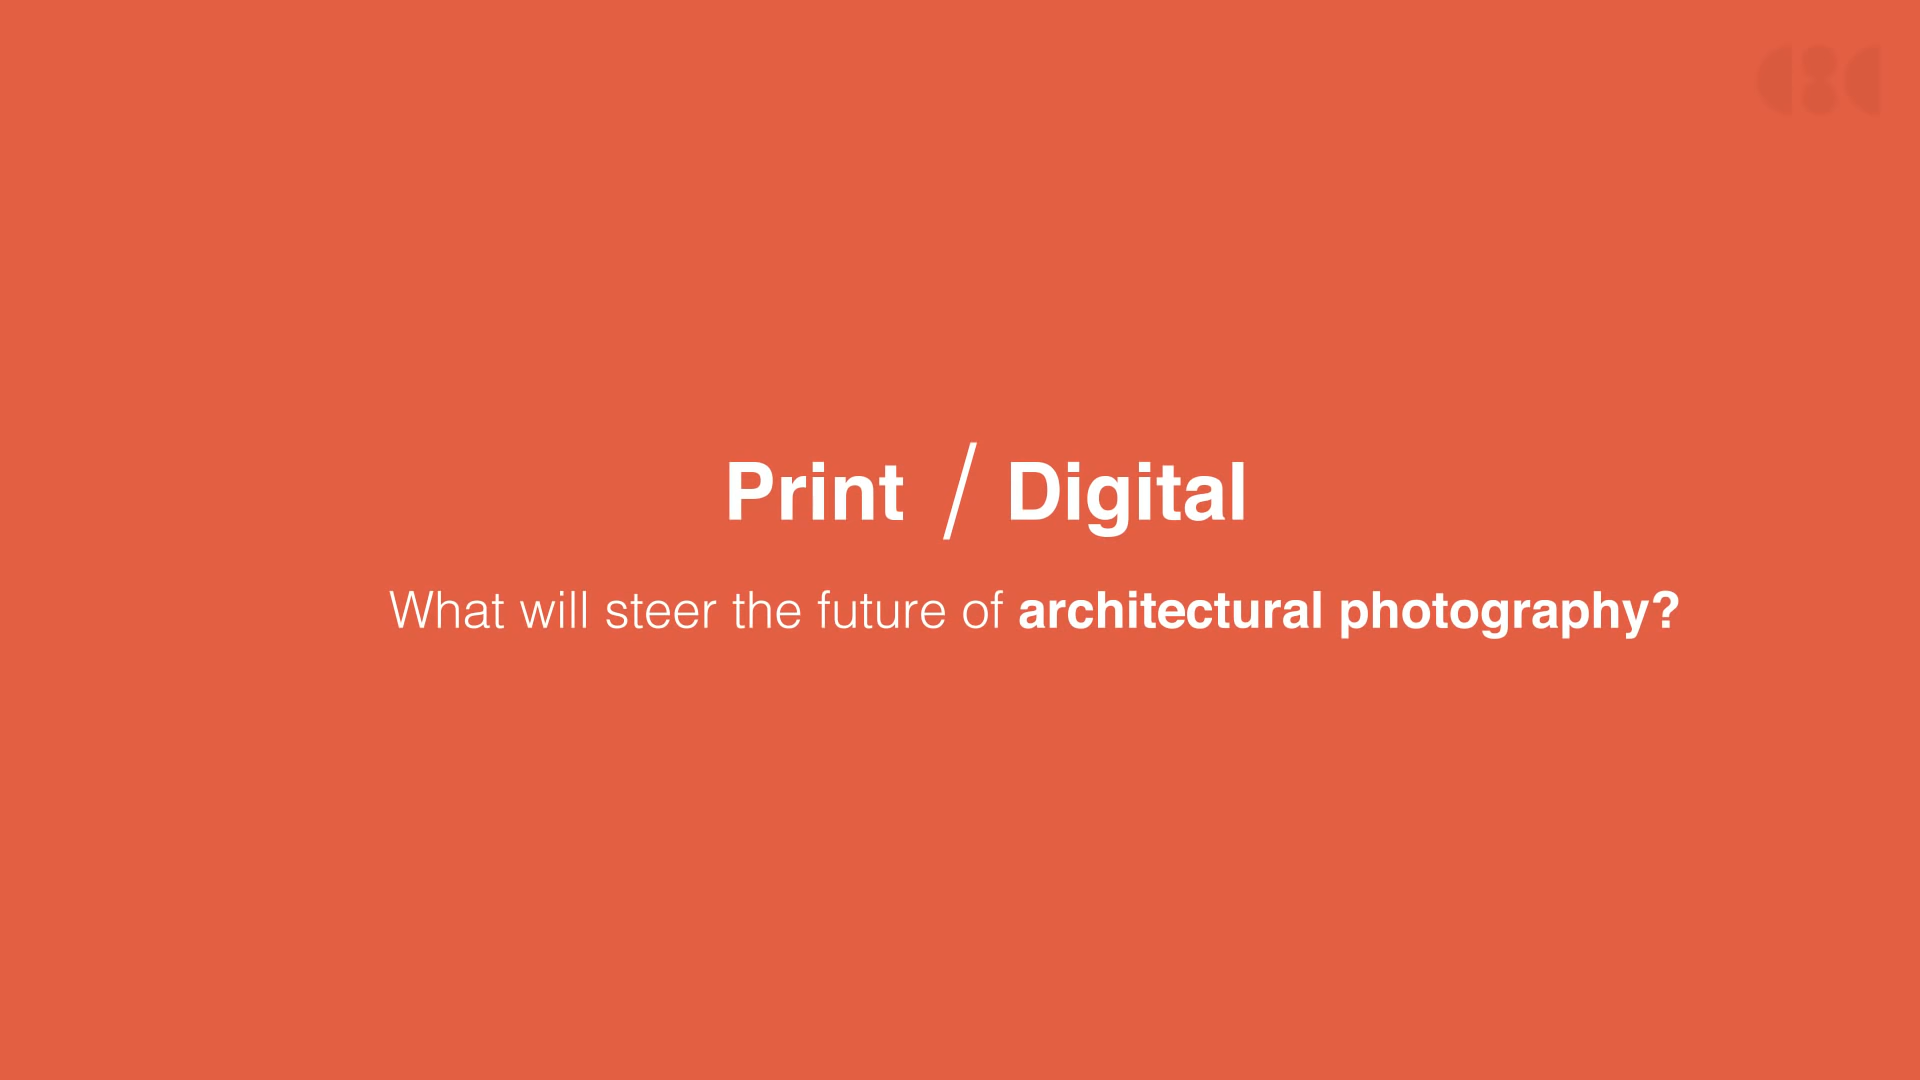 Print / Digital
What will steer the future of architectural photography?